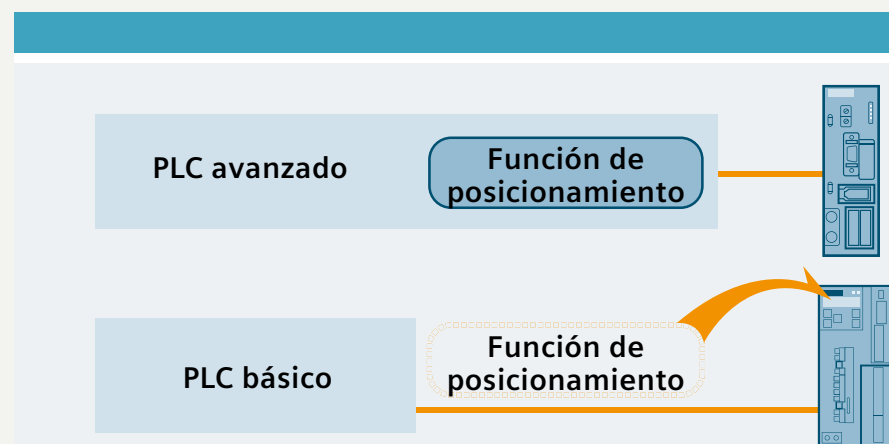 PLC avanzado
Función de
posicionamiento
PLC básico
Función de
posicionamiento